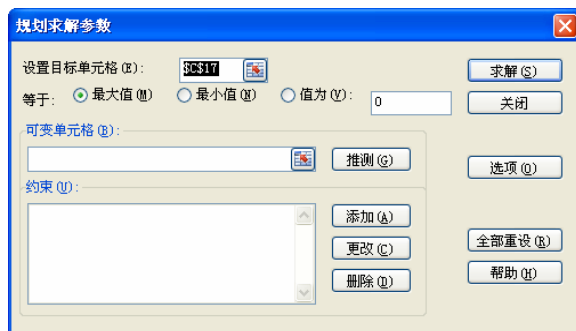 规划求解参数
设置目标单元格(E): $C$17 求解(S)
等于: 最大值(M) 最小值(N) 值为(V): 0 关闭
可变单元格(B):
推测(G) 选项(O)
约束(U):
添加(A)
更改(C) 全部重设(R)
删除(D) 帮助(H)